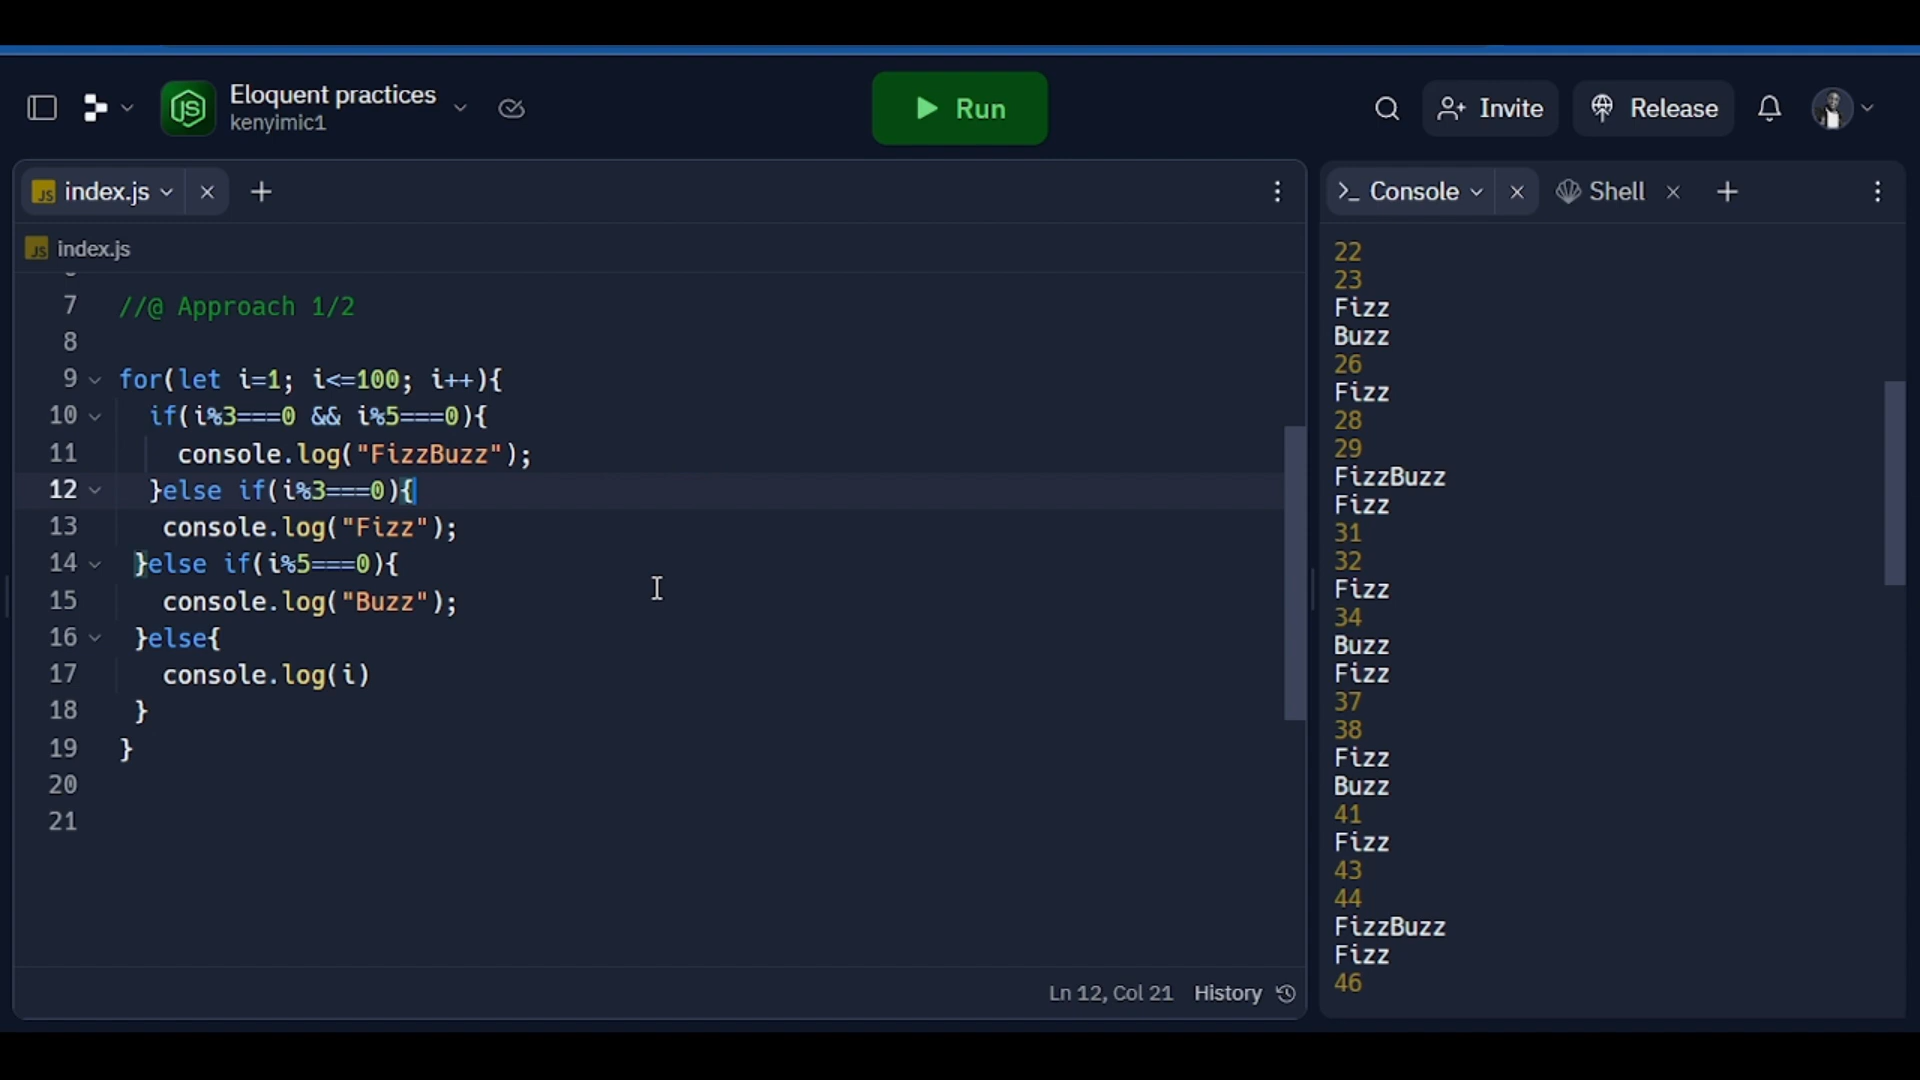 Eloquent practices
kenyimic1
Run
Invite
Release
JS index.js
JS index.js
7 //@ Approach 1/2
8
9 for(let i=1; i<=100; i++){
10 if(i%3===0 && i%5===0){
11 console.log("FizzBuzz");
12 }else if(i%3===0){
13 console.log("Fizz");
14 }else if(i%5===0){
15 console.log("Buzz");
16 }else{
17 console.log(i)
18 }
19 }
20
21
Ln 12, Col 21 History
>_ Console Shell
22
23
Fizz
Buzz
26
Fizz
28
29
FizzBuzz
Fizz
31
32
Fizz
34
Buzz
Fizz
37
38
Fizz
Buzz
41
Fizz
43
44
FizzBuzz
Fizz
46